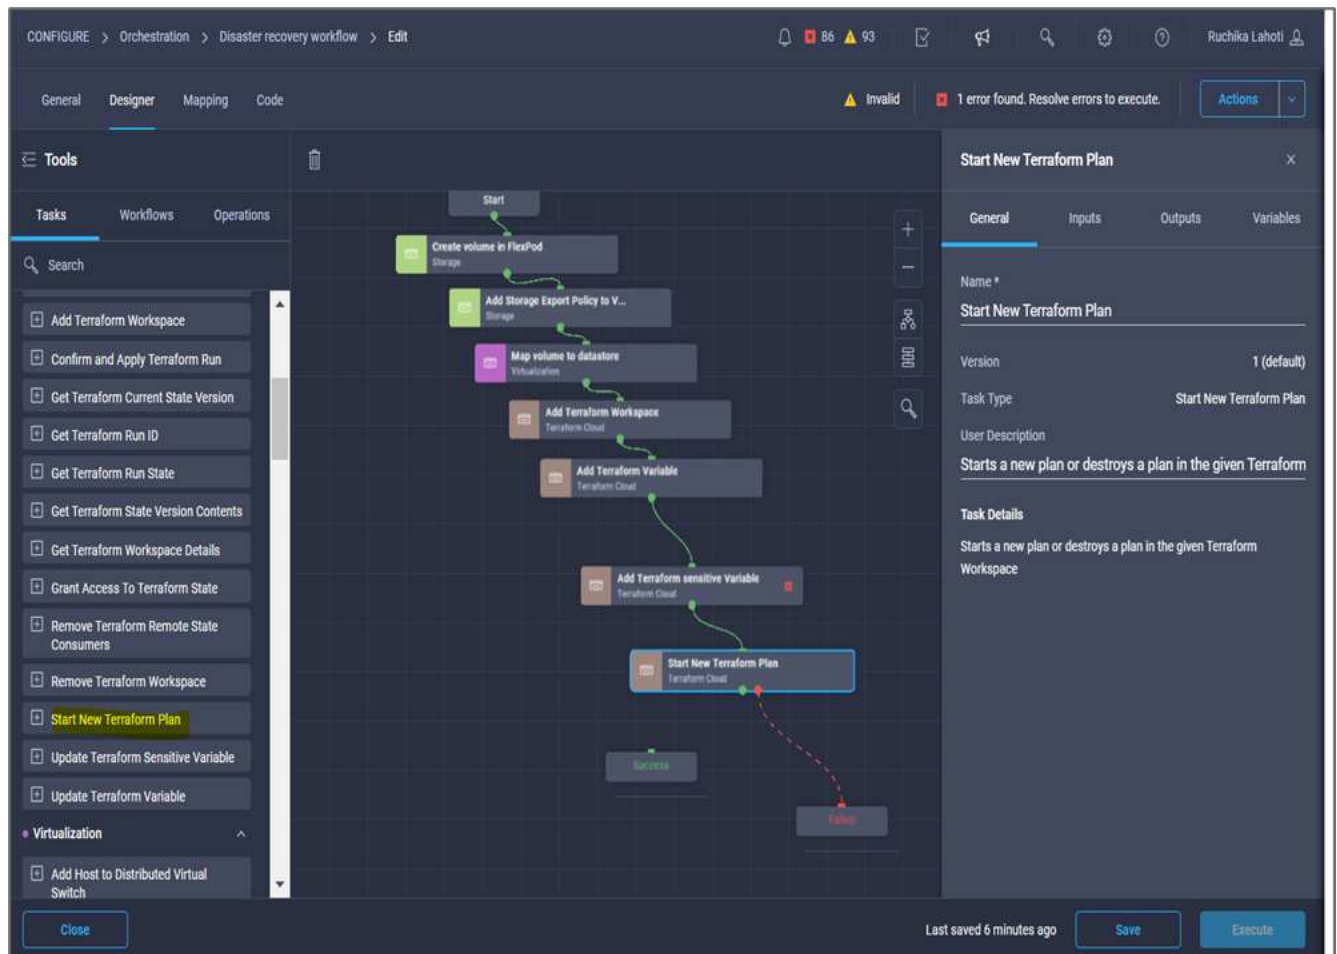 CONFIGURE > Orchestration > Disaster recovery workflow > Edit
86 93
Ruchika Lahoti
General Designer Mapping Code
Invalid
1 error found. Resolve errors to execute.
Actions
Tools
Tasks Workflows Operations
Search
Add Terraform Workspace
Confirm and Apply Terraform Run
Get Terraform Current State Version
Get Terraform Run ID
Get Terraform Run State
Get Terraform State Version Contents
Get Terraform Workspace Details
Grant Access To Terraform State
Remove Terraform Remote State
Consumers
Remove Terraform Workspace
Start New Terraform Plan
Update Terraform Sensitive Variable
Update Terraform Variable
Virtualization
Add Host to Distributed Virtual
Switch
Start
Create volume in FlexPod
Storage
Add Storage Export Policy to V...
Storage
Map volume to datastore
Virtualization
Add Terraform Workspace
Terraform Cloud
Add Terraform Variable
Terraform Cloud
Add Terraform sensitive Variable
Terraform Cloud
Start New Terraform Plan
Terraform Cloud
Success
Failed
Start New Terraform Plan
General Inputs Outputs Variables
Name *
Start New Terraform Plan
Version 1 (default)
Task Type Start New Terraform Plan
User Description
Starts a new plan or destroys a plan in the given Terraform
Task Details
Starts a new plan or destroys a plan in the given Terraform
Workspace
Close
Last saved 6 minutes ago
Save
Execute